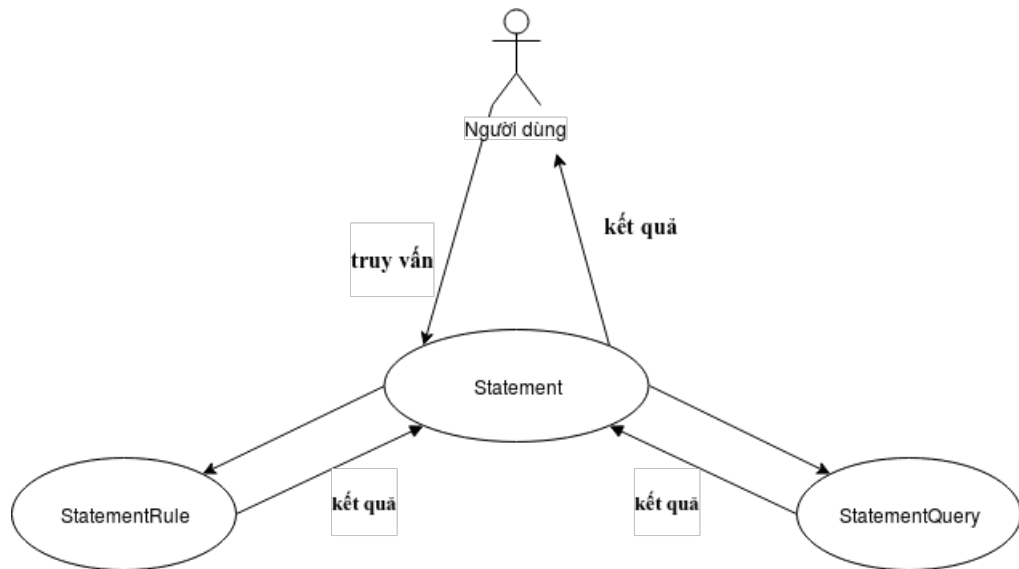 Người dùng
kết quả
truy vấn
Statement
kết quả
kết quả
StatementRule
StatementQuery